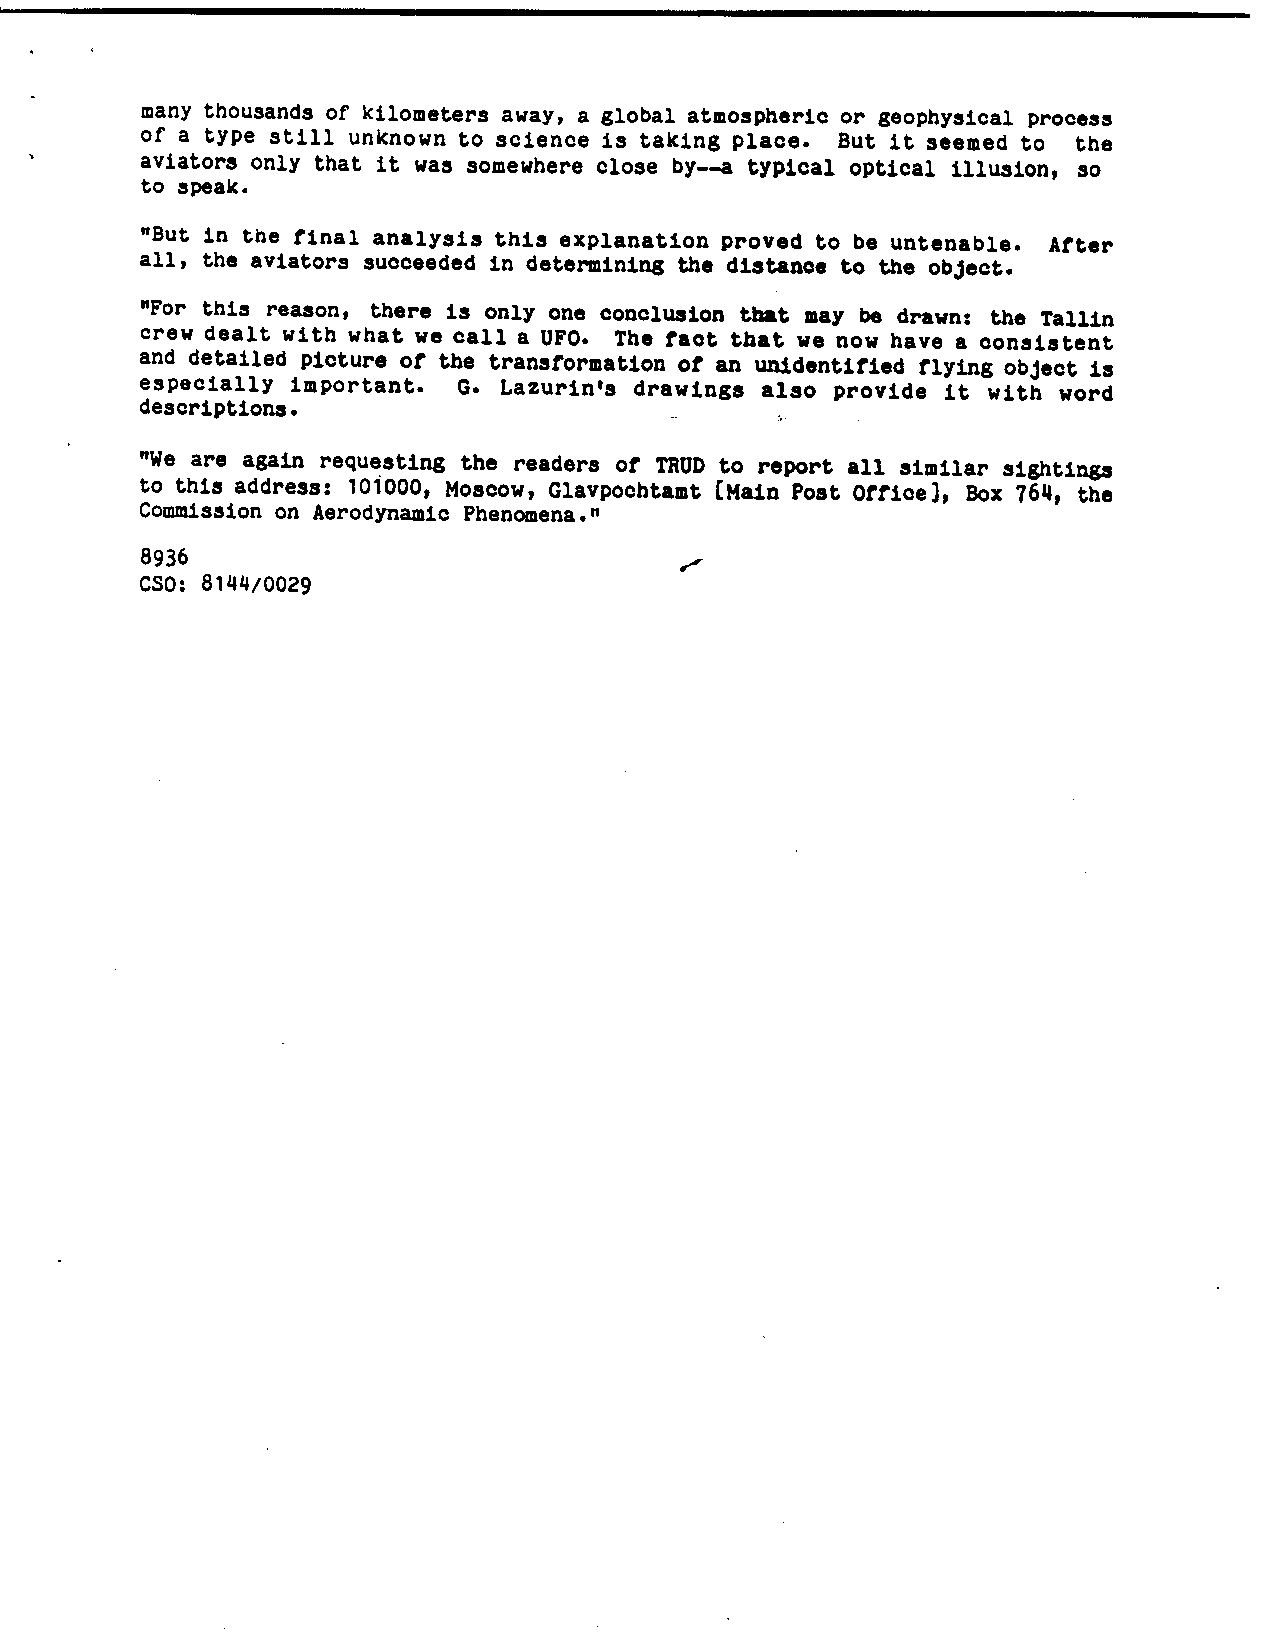 many thousands of kilometers away, a global atmospheric or geophysical process
of a type still unknown to science is taking place. But it seemed to the
aviators only that it was somewhere close by--a typical optical illusion, so
to speak.
"But in the final analysis this explanation proved to be untenable. After
all, the aviators succeeded in determining the distance to the object.
"For this reason, there is only one conclusion that may be drawn: the Tallin
crew dealt with what we call a UFO. The fact that we now have a consistent
and detailed picture of the transformation of an unidentified flying object is
especially important. G. Lazurin's drawings also provide it with word
descriptions.
"We are again requesting the readers of TRUD to report all similar sightings
to this address: 101000, Moscow, Glavpochtamt [Main Post Office], Box 764, the
Commission on Aerodynamic Phenomena."
8936
CSO: 8144/0029